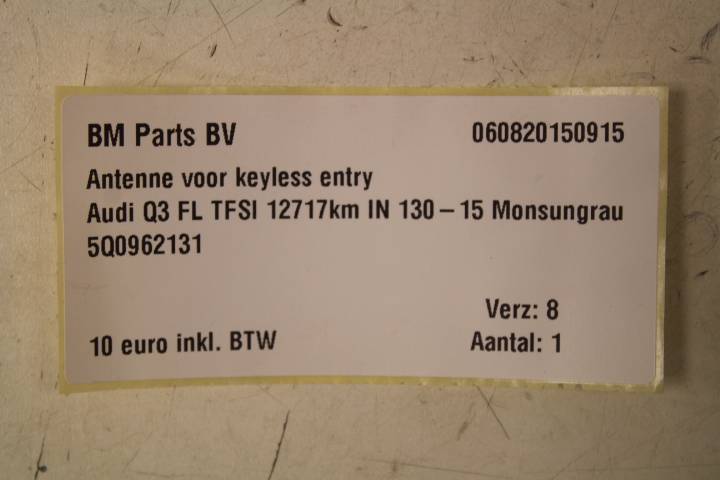 BM Parts BV 060820150915
Antenne voor keyless entry
Audi Q3 FL TFSI 12717km IN 130 – 15 Monsungrau
5Q0962131
Verz: 8
10 euro inkl. BTW Aantal: 1